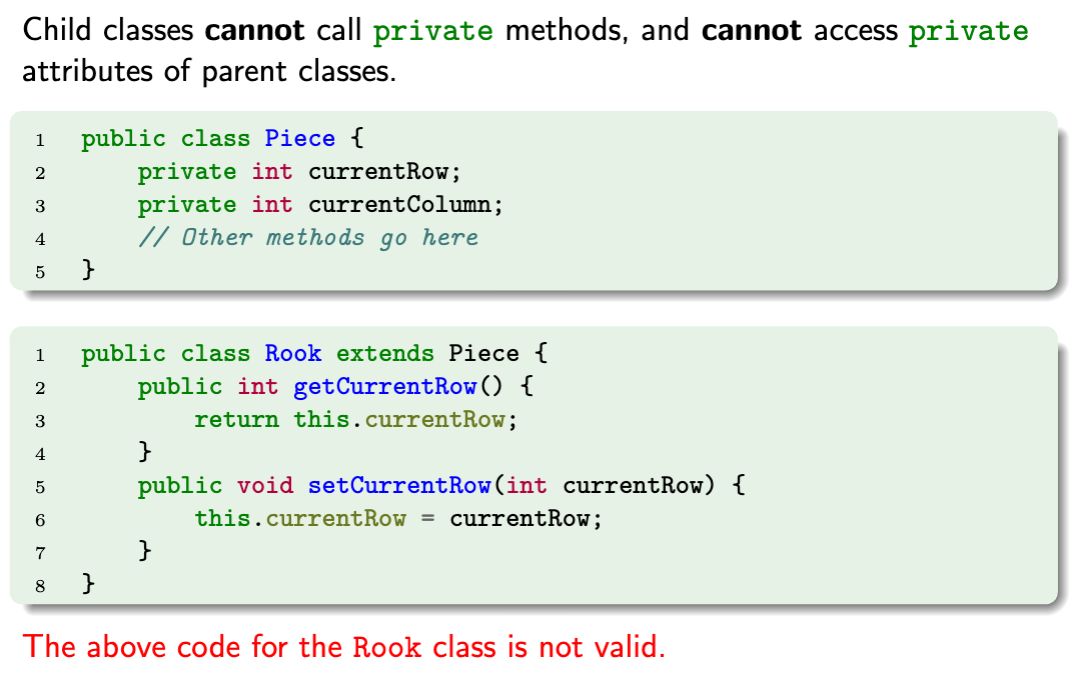 Child classes cannot call private methods, and cannot access private
attributes of parent classes.
1 public class Piece {
2     private int currentRow;
3     private int currentColumn;
4     // Other methods go here
5 }
1 public class Rook extends Piece {
2     public int getCurrentRow() {
3         return this.currentRow;
4     }
5     public void setCurrentRow(int currentRow) {
6         this.currentRow = currentRow;
7     }
8 }
The above code for the Rook class is not valid.